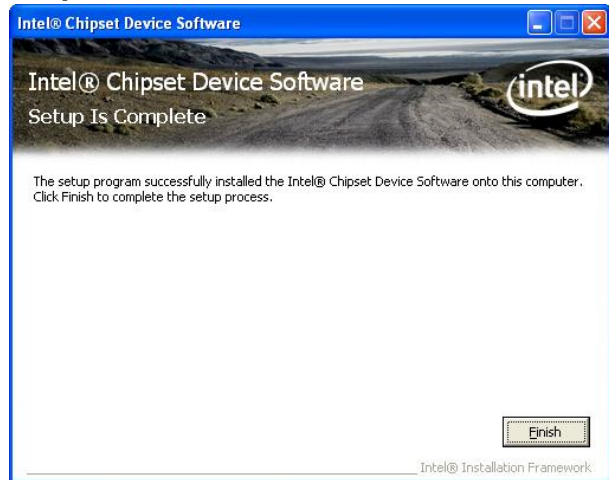 Intel® Chipset Device Software
Intel® Chipset Device Software
intel
Setup Is Complete
The setup program successfully installed the Intel® Chipset Device Software onto this computer.
Click Finish to complete the setup process.
Finish
Intel® Installation Framework